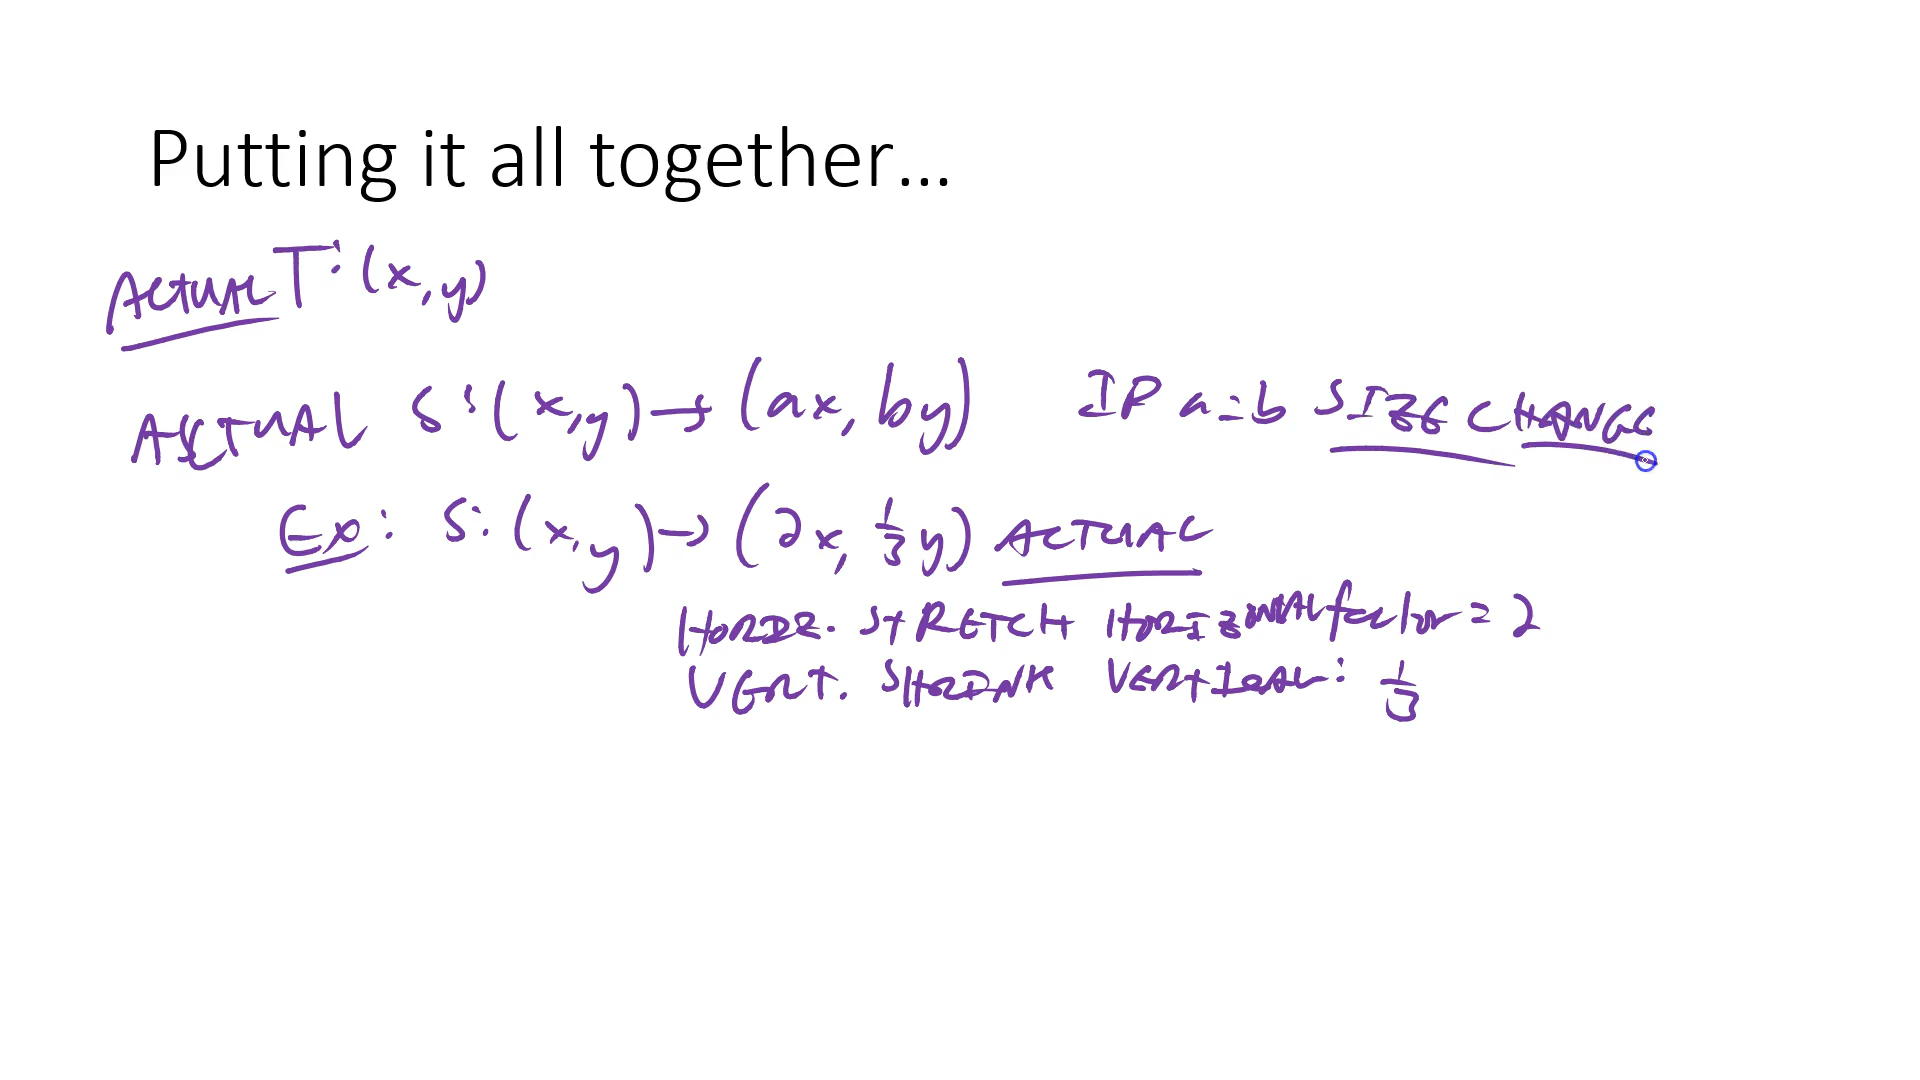 Putting it all together...
ACTUAL T: (x, y)
ACTUAL S: (x, y) → (ax, by) IF a=b SIZE CHANGE
Ex: S: (x, y) → (2x, 1/3 y) ACTUAL
HORIZ. STRETCH HORIZONTAL factor = 2
VERT. SHRINK VERTICAL: 1/3